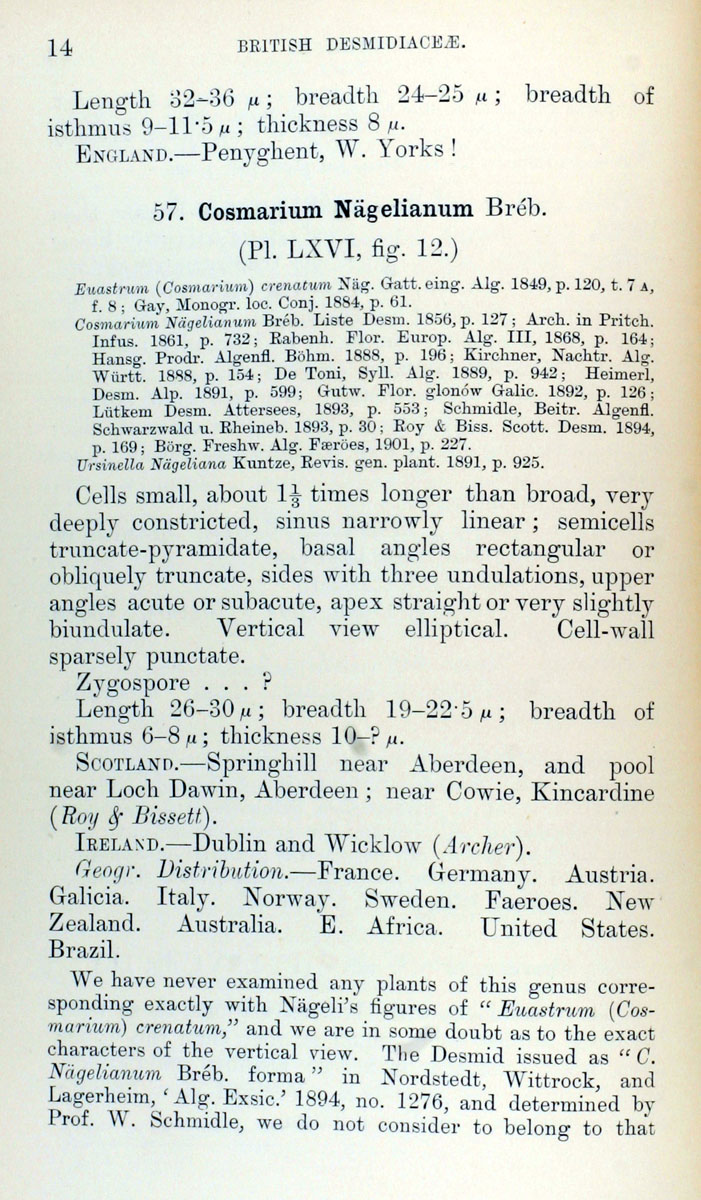 14 BRITISH DESMIDIACEÆ.
Length 32–36 µ; breadth 24–25 µ; breadth of
isthmus 9–11·5 µ; thickness 8 µ.
ENGLAND.—Penyghent, W. Yorks!
57. Cosmarium Nägelianum Bréb.
(Pl. LXVI, fig. 12.)
Euastrum (Cosmarium) crenatum Näg. Gatt. eing. Alg. 1849, p. 120, t. 7 A,
f. 8; Gay, Monogr. loc. Conj. 1884, p. 61.
Cosmarium Nägelianum Bréb. Liste Desm. 1856, p. 127; Arch. in Pritch.
Infus. 1861, p. 732; Rabenh. Flor. Europ. Alg. III, 1868, p. 164;
Hansg. Prodr. Algenfl. Böhm. 1888, p. 196; Kirchner, Nachtr. Alg.
Württ. 1888, p. 154; De Toni, Syll. Alg. 1889, p. 942; Heimerl,
Desm. Alp. 1891, p. 599; Gutw. Flor. glonów Galic. 1892, p. 126;
Lütkem Desm. Attersees, 1893, p. 553; Schmidle, Beitr. Algenfl.
Schwarzwald u. Rheineb. 1893, p. 30; Roy & Biss. Scott. Desm. 1894,
p. 169; Börg. Freshw. Alg. Færöes, 1901, p. 227.
Ursinella Nägeliana Kuntze, Revis. gen. plant. 1891, p. 925.
Cells small, about 1⅓ times longer than broad, very
deeply constricted, sinus narrowly linear; semicells
truncate-pyramidate, basal angles rectangular or
obliquely truncate, sides with three undulations, upper
angles acute or subacute, apex straight or very slightly
biundulate. Vertical view elliptical. Cell-wall
sparsely punctate.
Zygospore . . . ?
Length 26–30 µ; breadth 19–22·5 µ; breadth of
isthmus 6–8 µ; thickness 10–? µ.
SCOTLAND.—Springhill near Aberdeen, and pool
near Loch Dawin, Aberdeen; near Cowie, Kincardine
(Roy & Bissett).
IRELAND.—Dublin and Wicklow (Archer).
Geogr. Distribution.—France. Germany. Austria.
Galicia. Italy. Norway. Sweden. Faeroes. New
Zealand. Australia. E. Africa. United States.
Brazil.
We have never examined any plants of this genus corre-
sponding exactly with Nägeli's figures of "Euastrum (Cos-
marium) crenatum," and we are in some doubt as to the exact
characters of the vertical view. The Desmid issued as "C.
Nägelianum Bréb. forma" in Nordstedt, Wittrock, and
Lagerheim, 'Alg. Exsic.' 1894, no. 1276, and determined by
Prof. W. Schmidle, we do not consider to belong to that